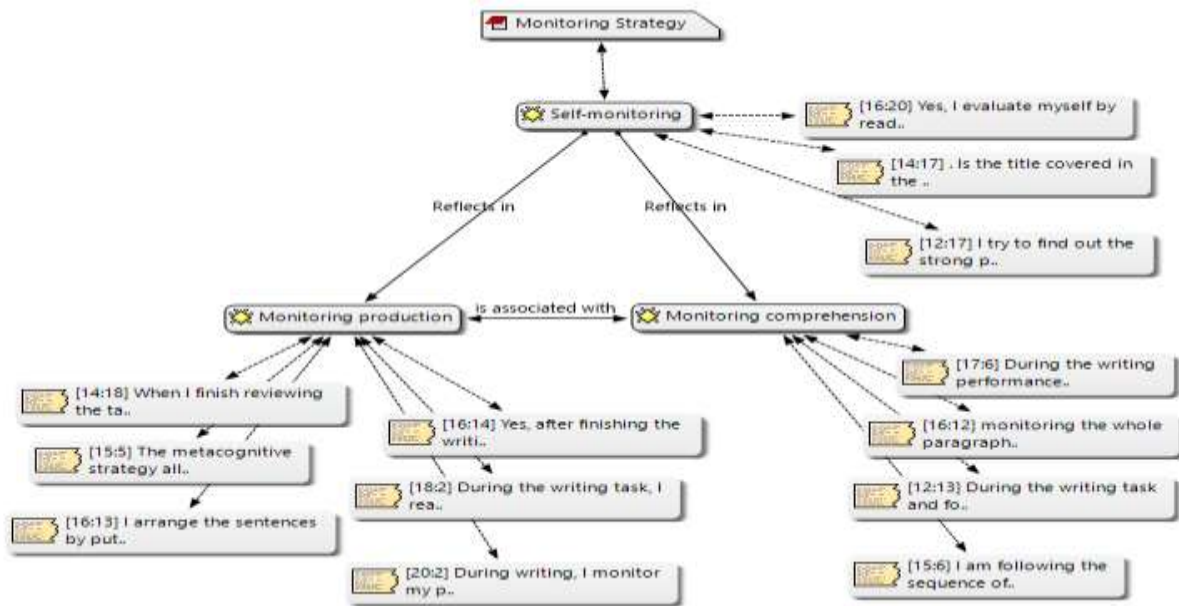 Monitoring Strategy
Self-monitoring
[16:20] Yes, I evaluate myself by
read..
[14:17] . Is the title covered in
the ..
[12:17] I try to find out the
strong p..
Reflects in
Reflects in
Monitoring production
is associated with
Monitoring comprehension
[14:18] When I finish reviewing
the ta..
[15:5] The metacognitive
strategy all..
[16:13] I arrange the sentences
by put..
[16:14] Yes, after finishing the
writi..
[18:2] During the writing task, I
rea..
[20:2] During writing, I monitor
my p..
[17:6] During the writing
performance..
[16:12] monitoring the whole
paragraph..
[12:13] During the writing task
and fo..
[15:6] I am following the
sequence of..